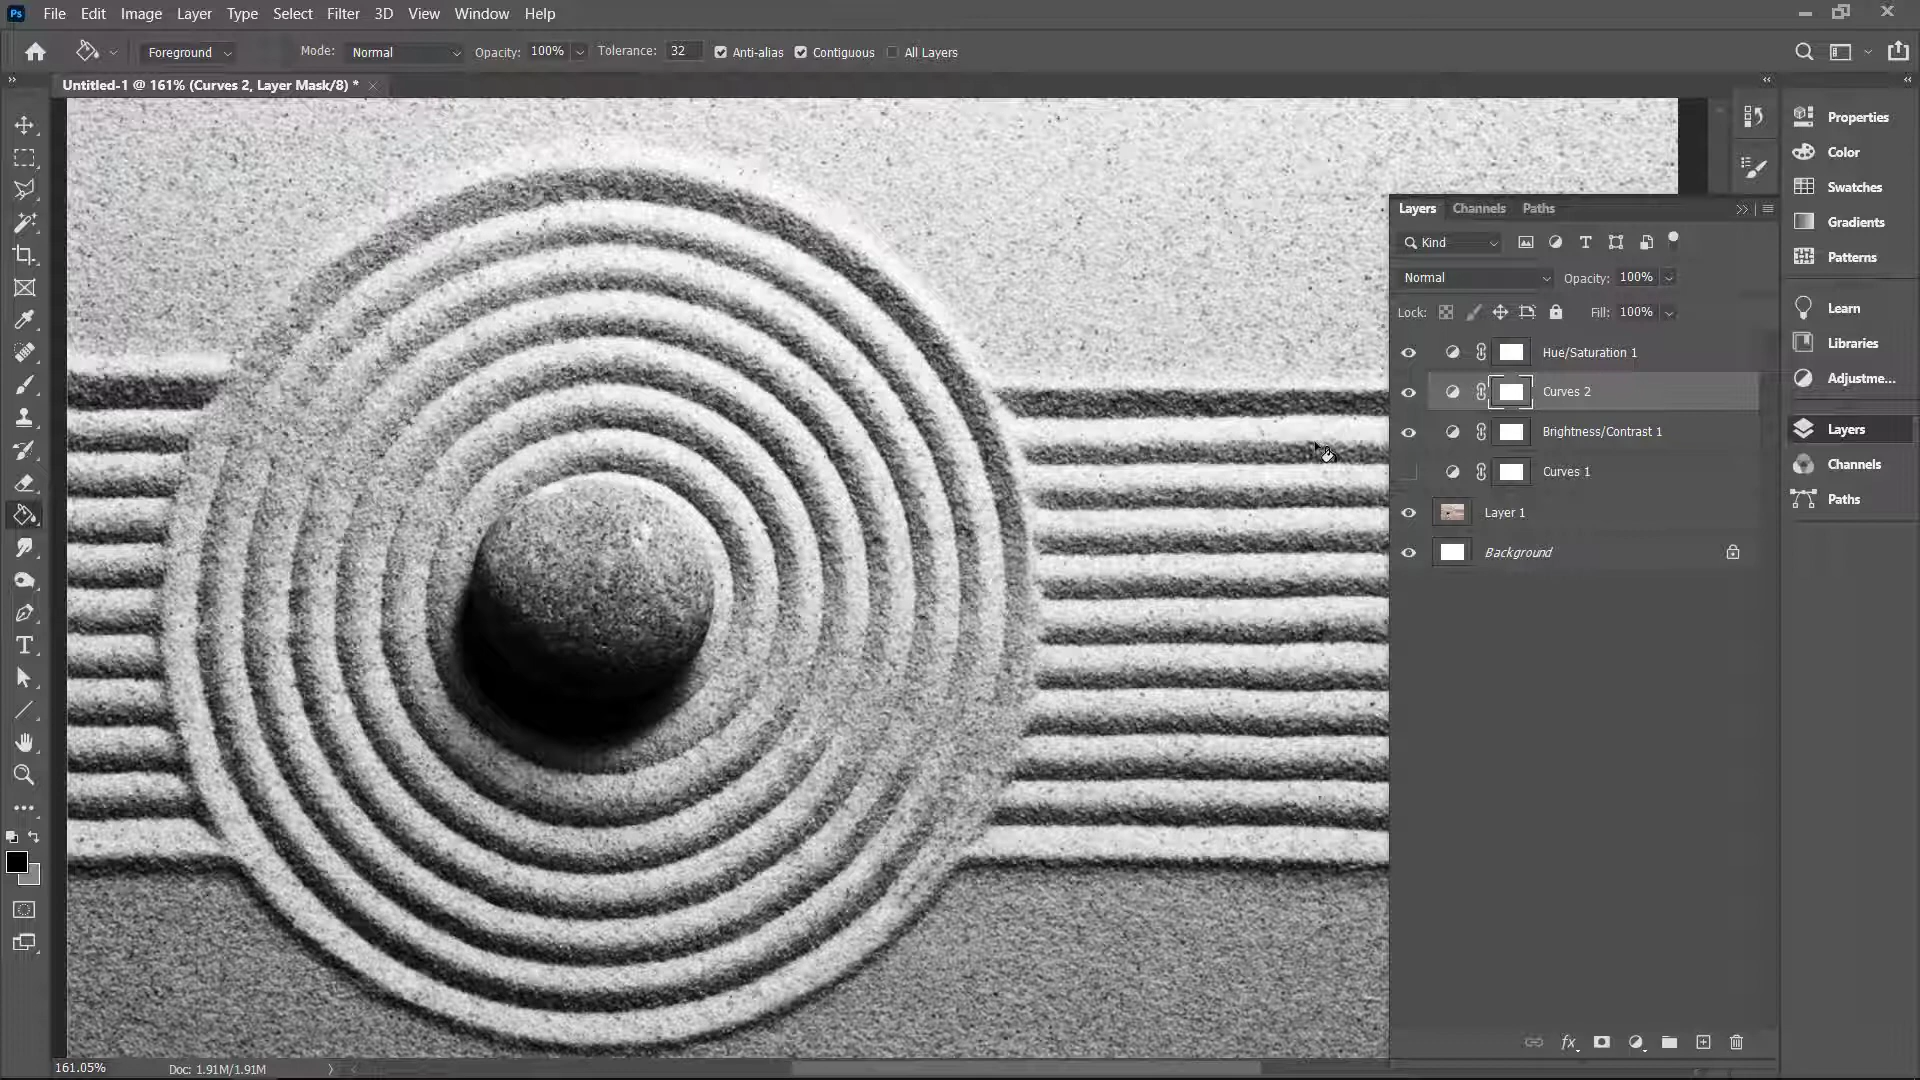 Ps File Edit Image Layer Type Select Filter 3D View Window Help
Foreground Mode: Normal Opacity: 100% Tolerance: 32 Anti-alias Contiguous All Layers
Untitled-1 @ 161% (Curves 2, Layer Mask/8) *
Layers Channels Paths
Kind
Normal Opacity: 100%
Lock: Fill: 100%
Hue/Saturation 1
Curves 2
Brightness/Contrast 1
Curves 1
Layer 1
Background
fx
Properties
Color
Swatches
Gradients
Patterns
Learn
Libraries
Adjustme...
Layers
Channels
Paths
161.05% Doc: 1.91M/1.91M